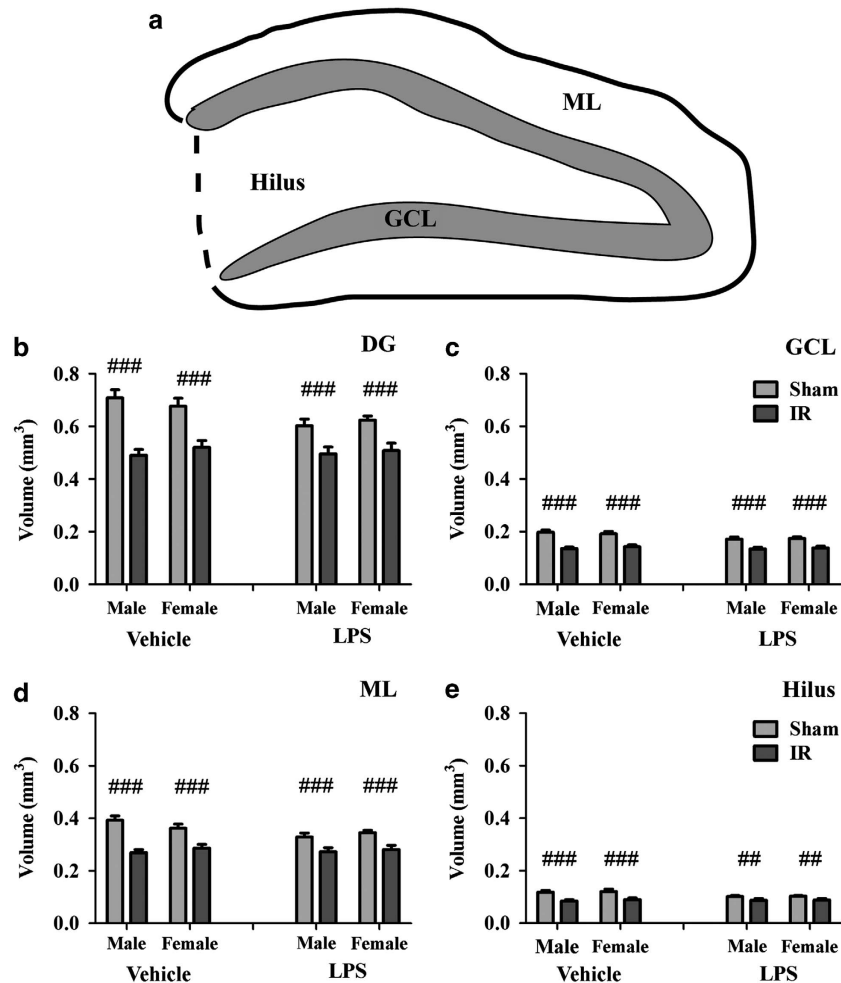 a
ML
Hilus
GCL
b
DG
###
###
###
###
Volume (mm³)
0.8
0.6
0.4
0.2
0.0
Male
Female
Male
Female
Vehicle
LPS
c
GCL
Sham
IR
###
###
###
###
Volume (mm³)
0.8
0.6
0.4
0.2
0.0
Male
Female
Male
Female
Vehicle
LPS
d
ML
###
###
###
###
Volume (mm³)
0.8
0.6
0.4
0.2
0.0
Male
Female
Male
Female
Vehicle
LPS
e
Hilus
Sham
IR
###
###
##
##
Volume (mm³)
0.8
0.6
0.4
0.2
0.0
Male
Female
Male
Female
Vehicle
LPS